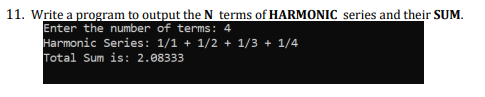 11. Write a program to output the N terms of HARMONIC series and their SUM.
Enter the number of terms: 4
Harmonic Series: 1/1 + 1/2 + 1/3 + 1/4
Total Sum is: 2.08333